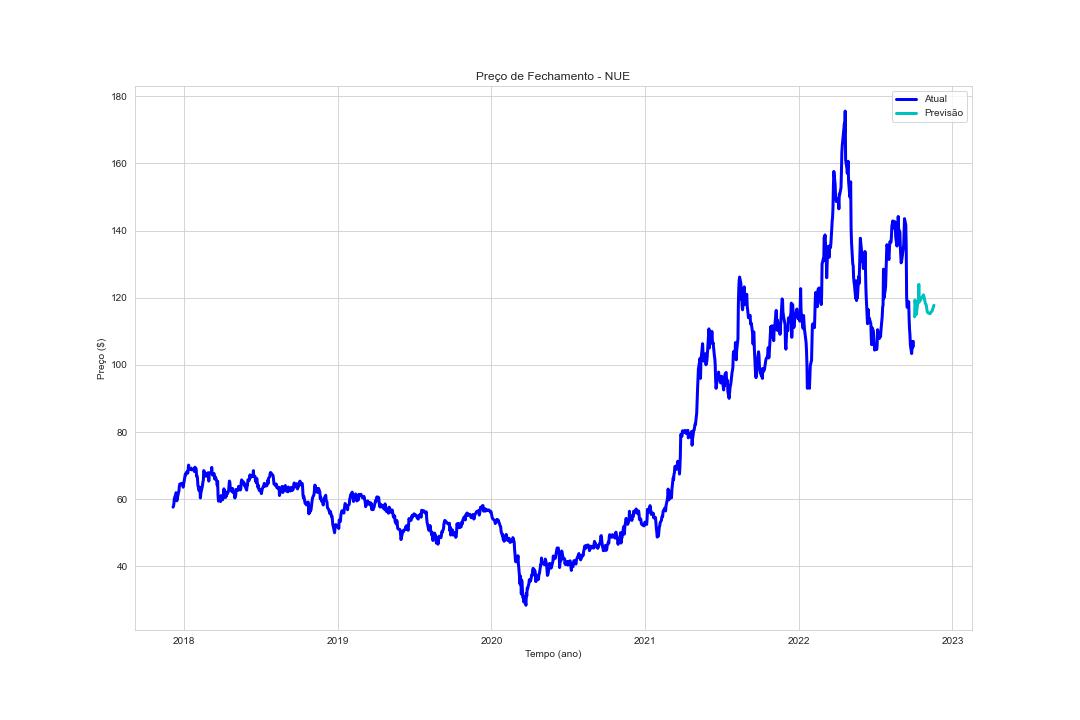 Preço de Fechamento - NUE
Atual
Previsão
180
160
140
120
100
80
60
40
Preço ($)
2018
2019
2020
2021
2022
2023
Tempo (ano)